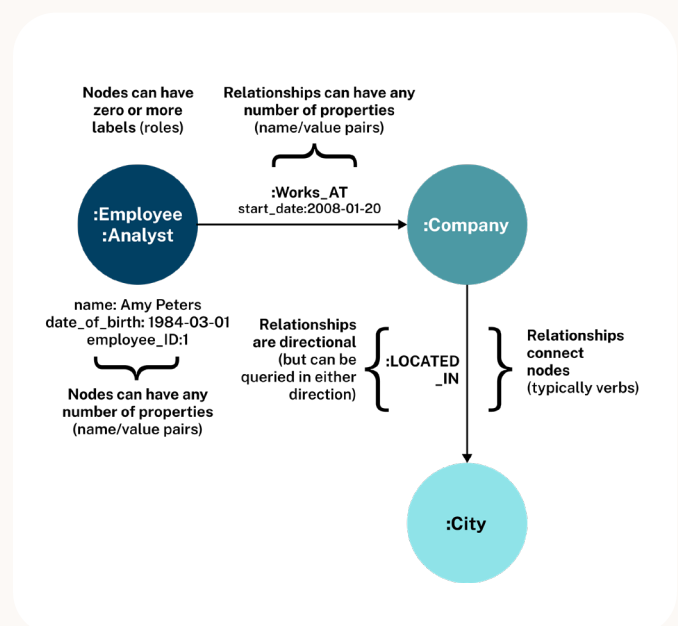 Nodes can have
zero or more
labels (roles)
Relationships can have any
number of properties
(name/value pairs)
:Works_AT
start_date:2008-01-20
:Employee
:Analyst
:Company
name: Amy Peters
date_of_birth: 1984-03-01
employee_ID:1
Nodes can have any
number of properties
(name/value pairs)
Relationships
are directional
(but can be
queried in either
direction)
:LOCATED
_IN
Relationships
connect
nodes
(typically verbs)
:City